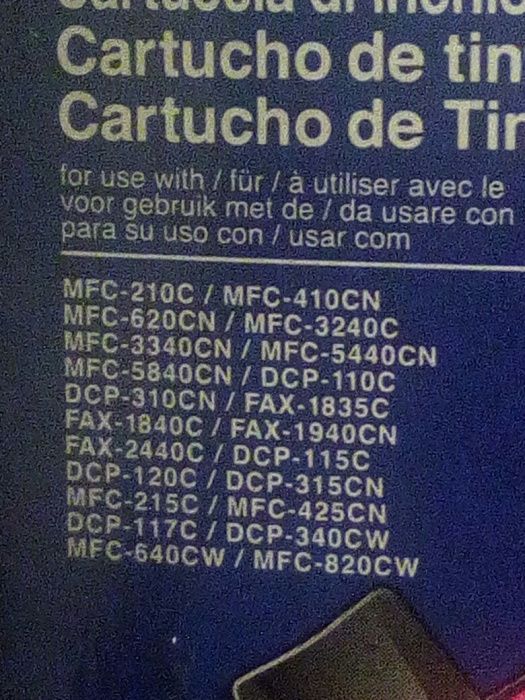 Cartuccia di inchio
Cartucho de tin
Cartucho de Tin
for use with / für / à utiliser avec le
voor gebruik met de / da usare con
para su uso con / usar com
MFC-210C / MFC-410CN
MFC-620CN / MFC-3240C
MFC-3340CN / MFC-5440CN
MFC-5840CN / DCP-110C
DCP-310CN / FAX-1835C
FAX-1840C / FAX-1940CN
FAX-2440C / DCP-115C
DCP-120C / DCP-315CN
MFC-215C / MFC-425CN
DCP-117C / DCP-340CW
MFC-640CW / MFC-820CW